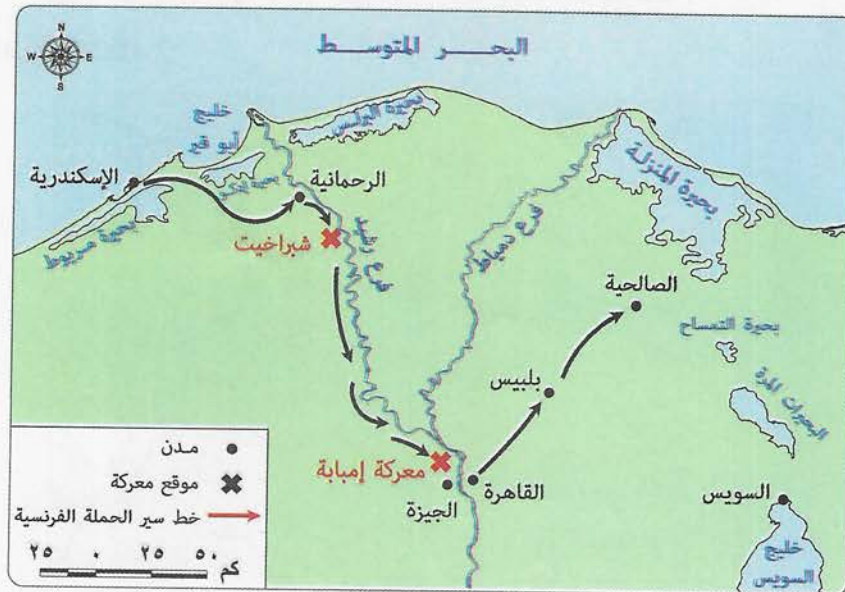 N
W
E
S
البحر المتوسط
خليج
أبو قير
بحيرة البرلس
الإسكندرية
بحيرة إدكو
الرحمانية
بحيرة مريوط
شبراخيت
فرع رشيد
فرع دمياط
بحيرة المنزلة
الصالحية
بحيرة التمساح
بلبيس
البحيرات المرة
معركة إمبابة
القاهرة
الجيزة
السويس
خليج
السويس
مدن
موقع معركة
خط سير الحملة الفرنسية
٢٥ ٠ ٢٥ ٥٠ كم